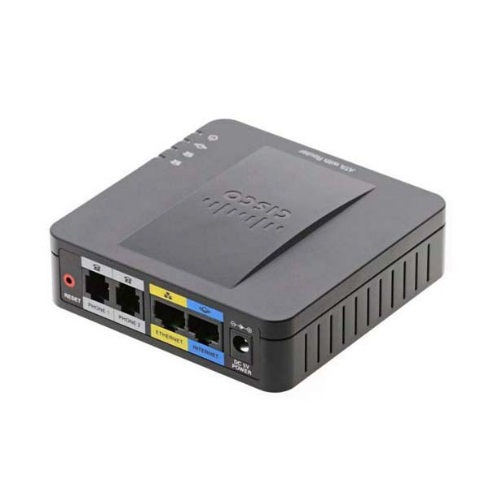 ATA with Router
CISCO
RESET
PHONE 1
PHONE 2
ETHERNET
INTERNET
DC 5V
POWER